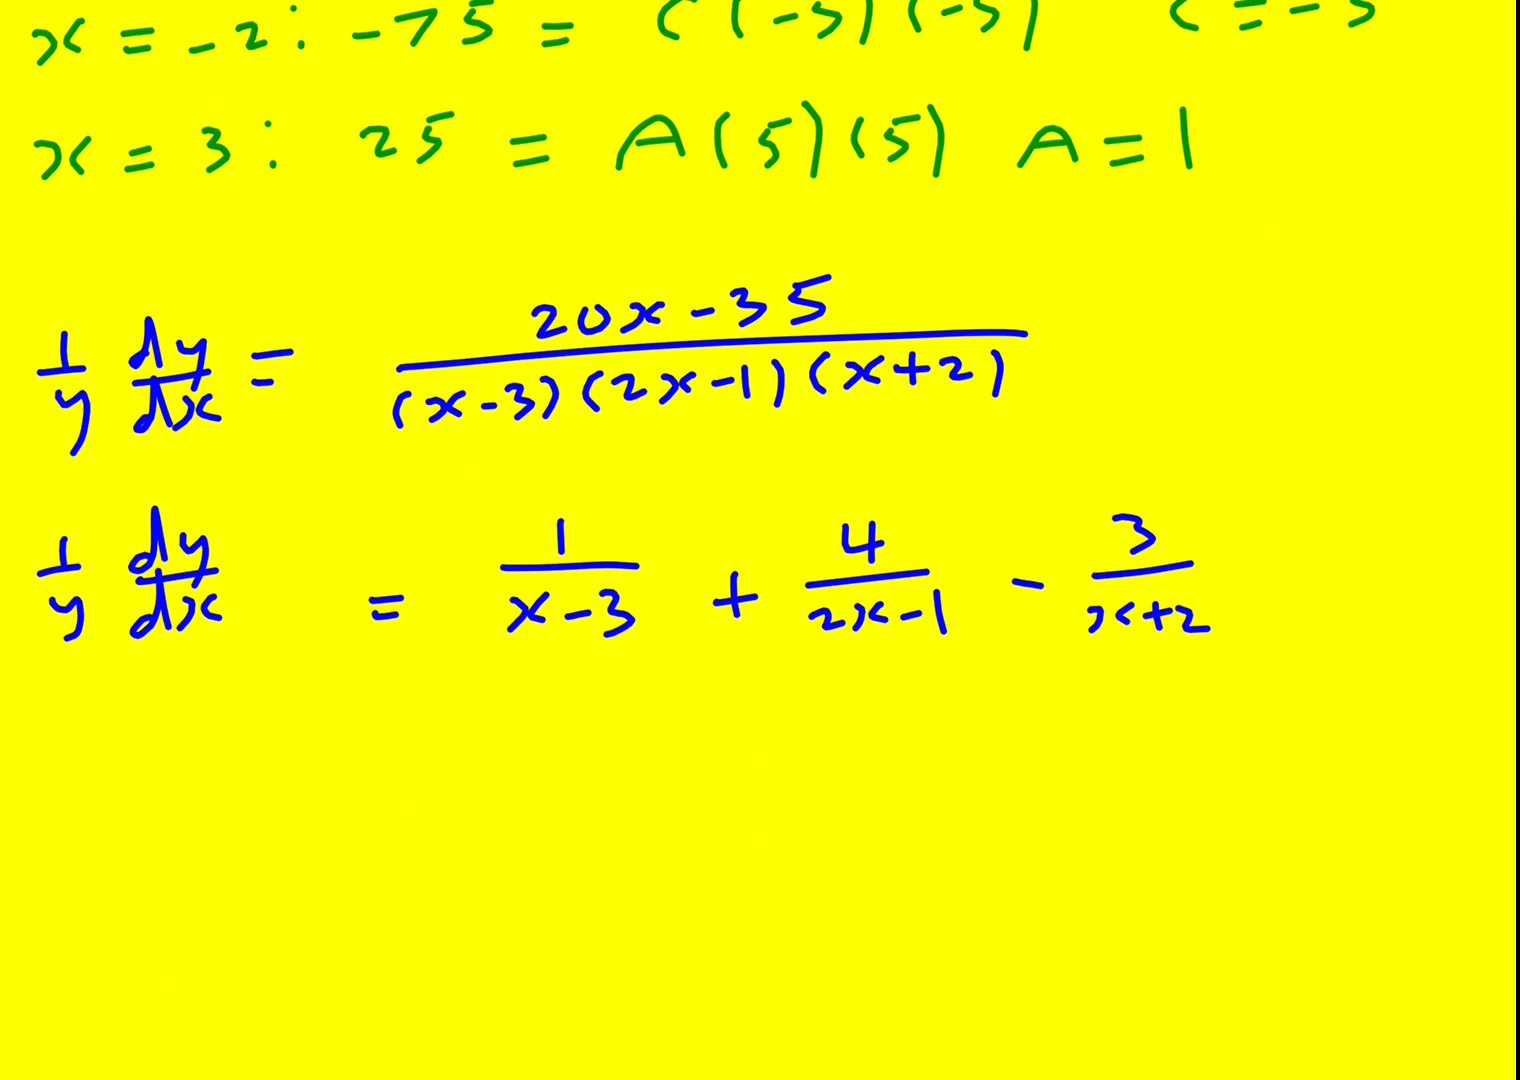 x = -2 : -75 = C(-5)(-5) C = -3
x = 3 : 25 = A(5)(5) A = 1
1/y dy/dx = (20x - 35)/((x-3)(2x-1)(x+2))
1/y dy/dx = 1/(x-3) + 4/(2x-1) - 3/(x+2)